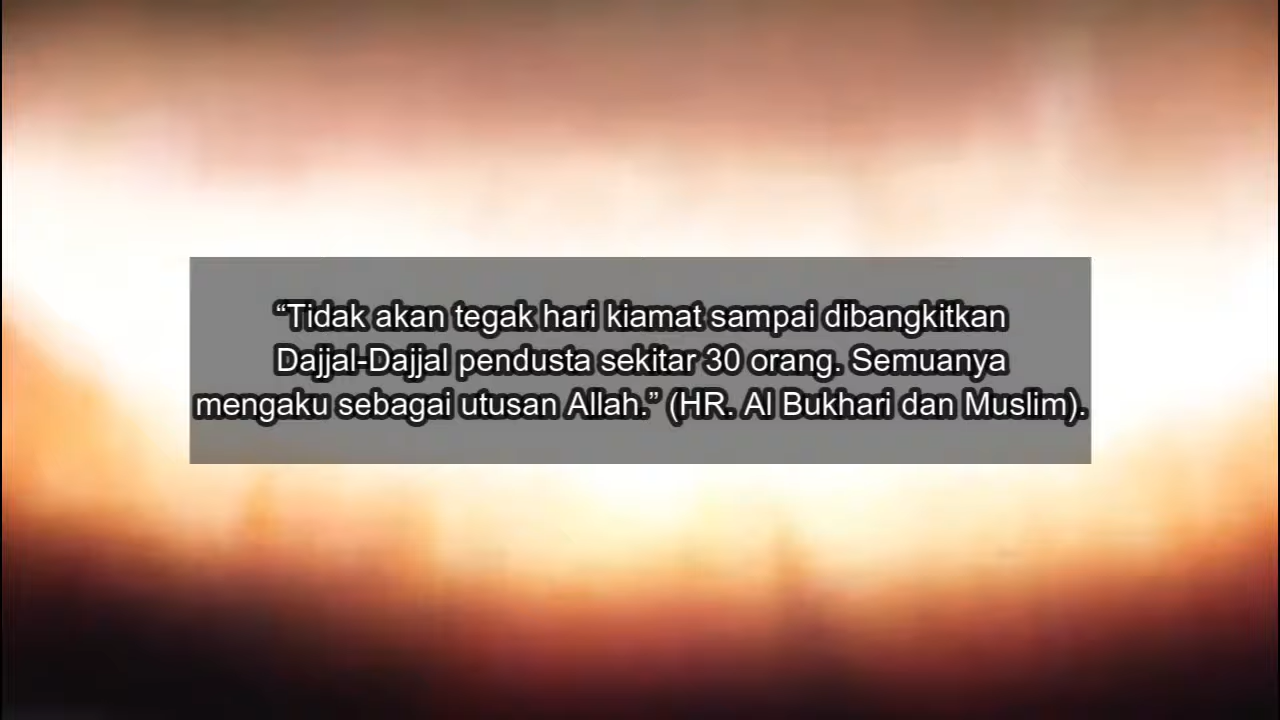 “Tidak akan tegak hari kiamat sampai dibangkitkan
Dajjal-Dajjal pendusta sekitar 30 orang. Semuanya
mengaku sebagai utusan Allah.” (HR. Al Bukhari dan Muslim).